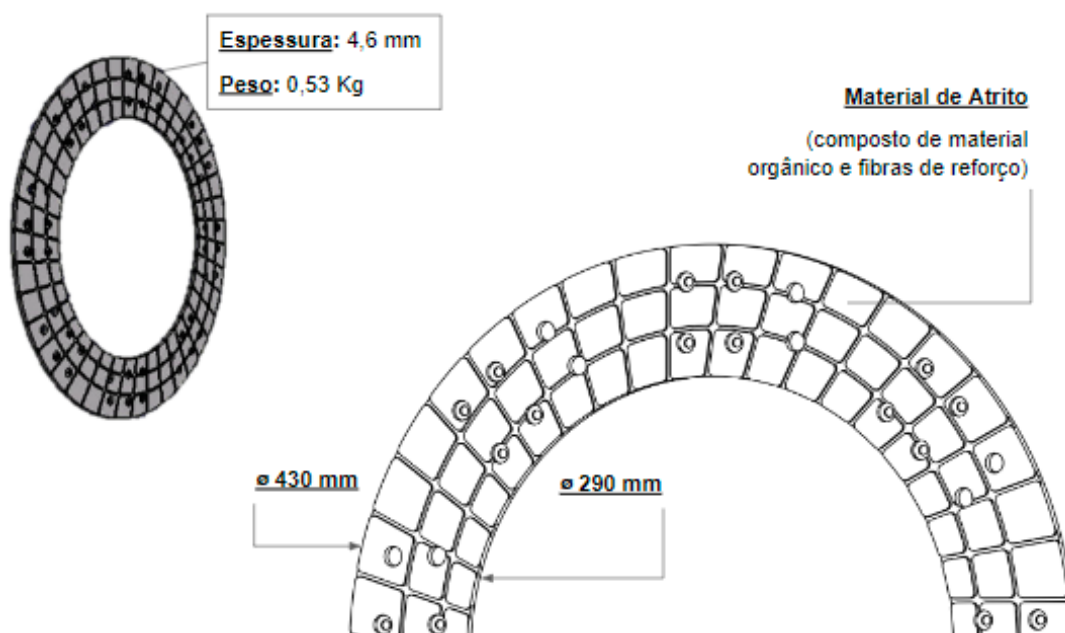 Espessura: 4,6 mm
Peso: 0,53 Kg
Material de Atrito
(composto de material
orgânico e fibras de reforço)
ø 430 mm
ø 290 mm